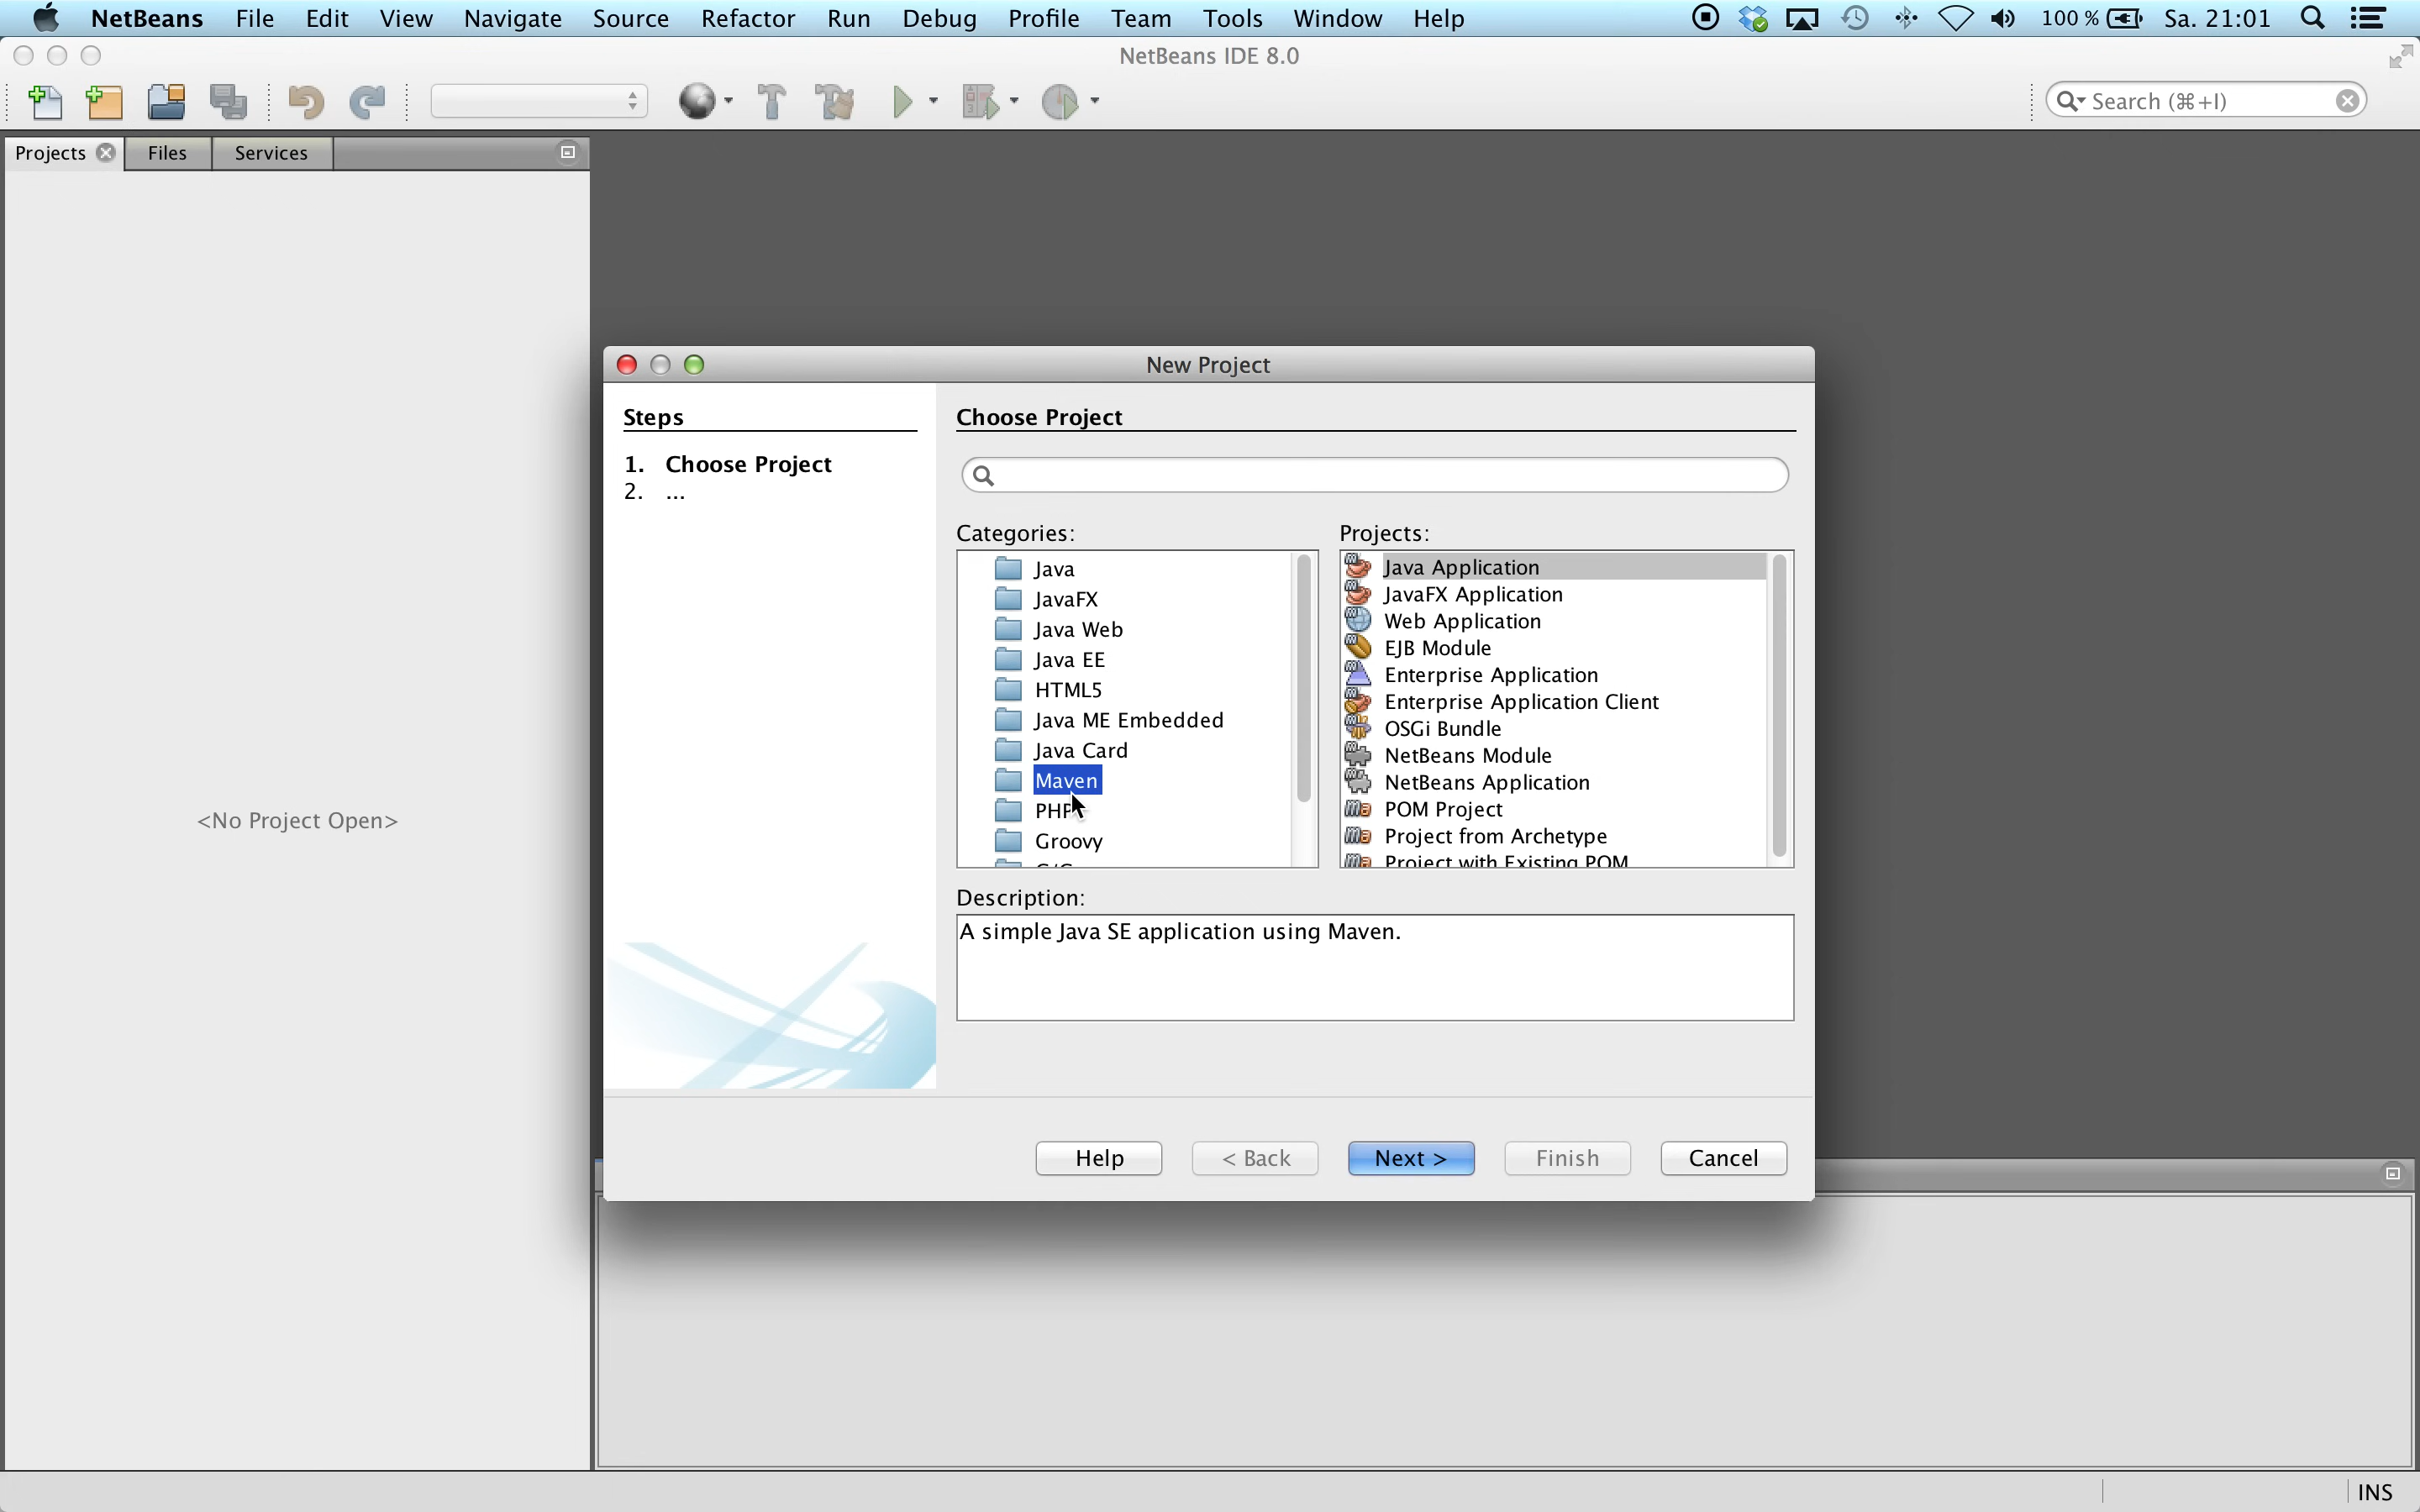 NetBeans File Edit View Navigate Source Refactor Run Debug Profile Team Tools Window Help 100 % Sa. 21:01
NetBeans IDE 8.0
Search (⌘+I)
Projects Files Services
<No Project Open>
New Project
Steps
1. Choose Project
2. ...
Choose Project
Categories:
Java
JavaFX
Java Web
Java EE
HTML5
Java ME Embedded
Java Card
Maven
PHP
Groovy
Projects:
Java Application
JavaFX Application
Web Application
EJB Module
Enterprise Application
Enterprise Application Client
OSGi Bundle
NetBeans Module
NetBeans Application
POM Project
Project from Archetype
Project with Existing POM
Description:
A simple Java SE application using Maven.
Help < Back Next > Finish Cancel
INS